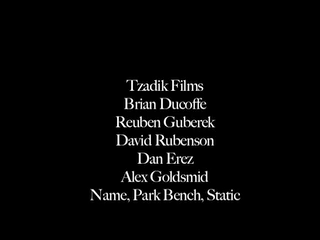 Tzadik Films
Brian Ducoffe
Reuben Guberek
David Rubenson
Dan Erez
Alex Goldsmid
Name, Park Bench, Static